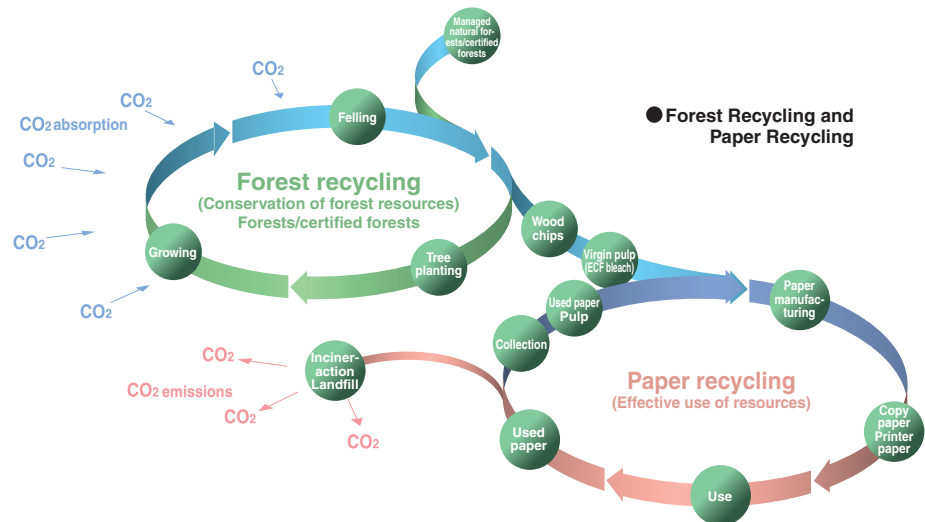 Managed
natural for-
ests/certified
forests
CO2
CO2
CO2 absorption
CO2
CO2
CO2
Felling
● Forest Recycling and
Paper Recycling
Forest recycling
(Conservation of forest resources)
Forests/certified forests
Growing
Tree
planting
Wood
chips
Virgin pulp
(ECF bleach)
Used paper
Pulp
Collection
Paper
manufac-
turing
Inciner-
action
Landfill
CO2
CO2 emissions
CO2
CO2
Paper recycling
(Effective use of resources)
Copy
paper
Printer
paper
Used
paper
Use